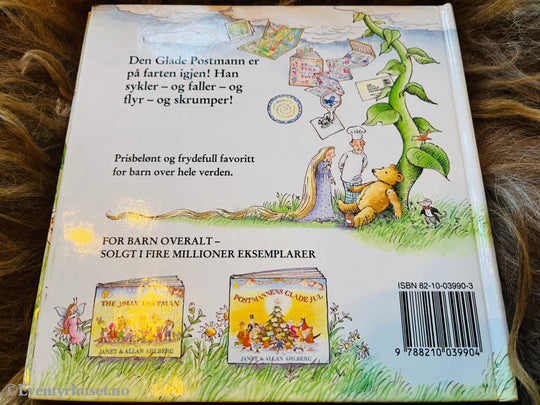 Den Glade Postmann er
på farten igjen! Han
sykler – og faller – og
flyr – og skrumper!
Prisbelønt og frydefull favoritt
for barn over hele verden.
FOR BARN OVERALT –
SOLGT I FIRE MILLIONER EKSEMPLARER
THE JOLLY POSTMAN
JANET & ALLAN AHLBERG
POSTMANNENS GLADE JUL
JANET & ALLAN AHLBERG
ISBN 82-10-03990-3
9 788210 039904
© Eventyrhuset.no